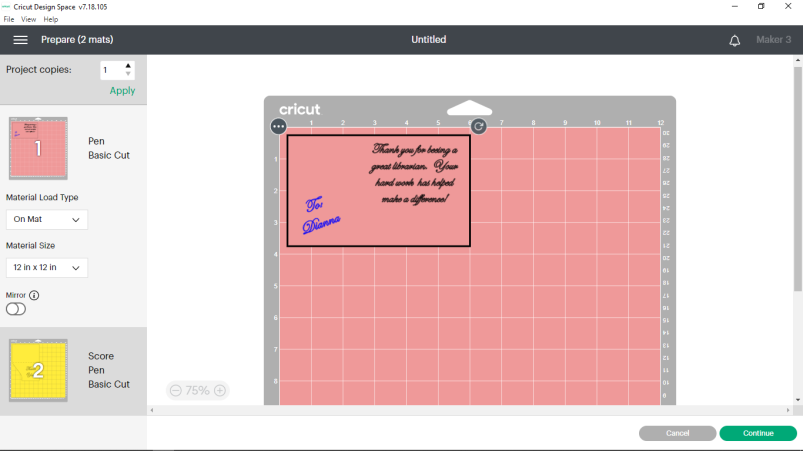 Cricut Design Space v7.18.105
File View Help
Prepare (2 mats)
Untitled
Maker 3
Project copies:
1
Apply
1
Pen
Basic Cut
Material Load Type
On Mat
Material Size
12 in x 12 in
Mirror
2
Score
Pen
Basic Cut
cricut
1 2 3 4 5 6 7 8 9 10 11 12
Thank you for being a
great librarian. Your
hard work has helped
make a difference!
To:
Dianna
1
2
3
4
5
6
7
8
75%
Cancel
Continue